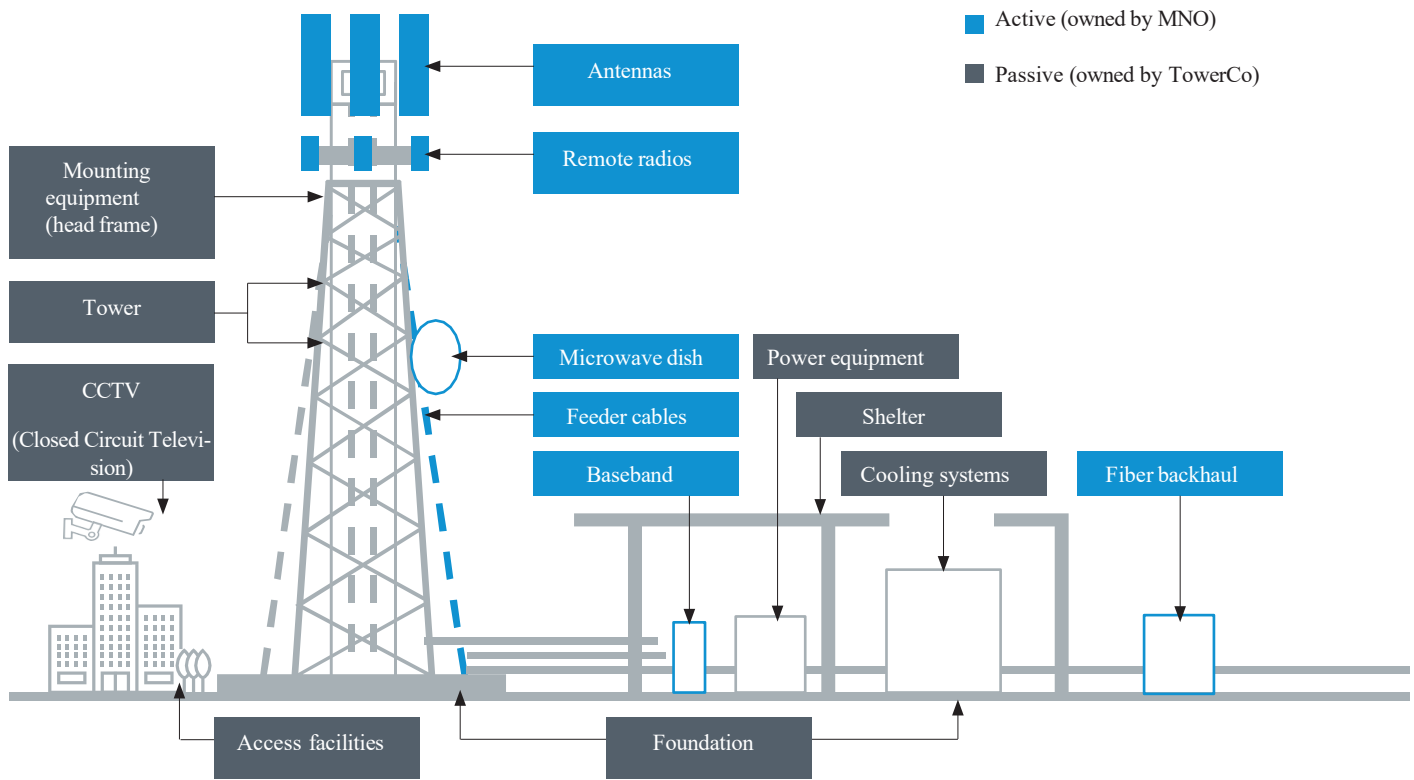 Active (owned by MNO)
Passive (owned by TowerCo)
Antennas
Remote radios
Mounting
equipment
(head frame)
Tower
CCTV
(Closed Circuit Televi-
sion)
Microwave dish
Power equipment
Feeder cables
Shelter
Baseband
Cooling systems
Fiber backhaul
Access facilities
Foundation